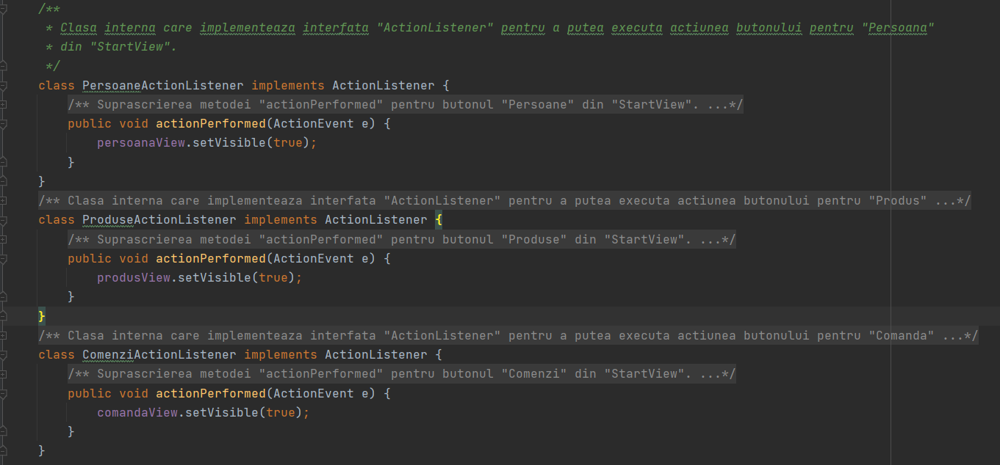 /**
* Clasa interna care implementeaza interfata "ActionListener" pentru a putea executa actiunea butonului pentru "Persoana"
* din "StartView".
*/
class PersoaneActionListener implements ActionListener {
/** Suprascrierea metodei "actionPerformed" pentru butonul "Persoane" din "StartView". ...*/
public void actionPerformed(ActionEvent e) {
persoanaView.setVisible(true);
}
}
/** Clasa interna care implementeaza interfata "ActionListener" pentru a putea executa actiunea butonului pentru "Produs" ...*/
class ProduseActionListener implements ActionListener {
/** Suprascrierea metodei "actionPerformed" pentru butonul "Produse" din "StartView". ...*/
public void actionPerformed(ActionEvent e) {
produsView.setVisible(true);
}
}
/** Clasa interna care implementeaza interfata "ActionListener" pentru a putea executa actiunea butonului pentru "Comanda" ...*/
class ComenziActionListener implements ActionListener {
/** Suprascrierea metodei "actionPerformed" pentru butonul "Comenzi" din "StartView". ...*/
public void actionPerformed(ActionEvent e) {
comandaView.setVisible(true);
}
}